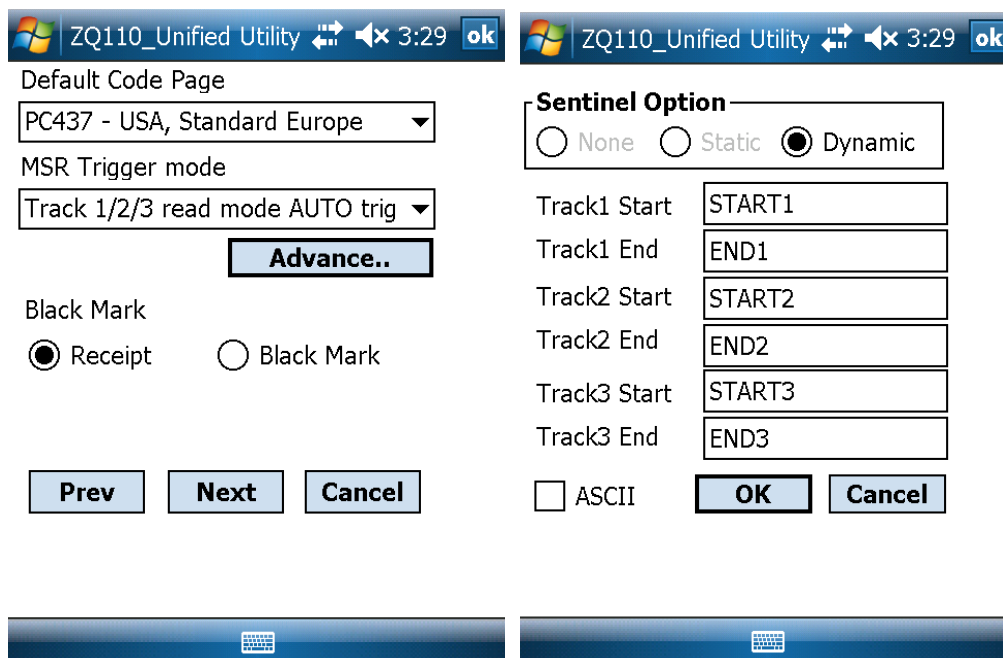 ZQ110_Unified Utility 3:29 ok
Default Code Page
PC437 - USA, Standard Europe
MSR Trigger mode
Track 1/2/3 read mode AUTO trig
Advance..
Black Mark
Receipt Black Mark
Prev Next Cancel
ZQ110_Unified Utility 3:29 ok
Sentinel Option
None Static Dynamic
Track1 Start START1
Track1 End END1
Track2 Start START2
Track2 End END2
Track3 Start START3
Track3 End END3
ASCII OK Cancel